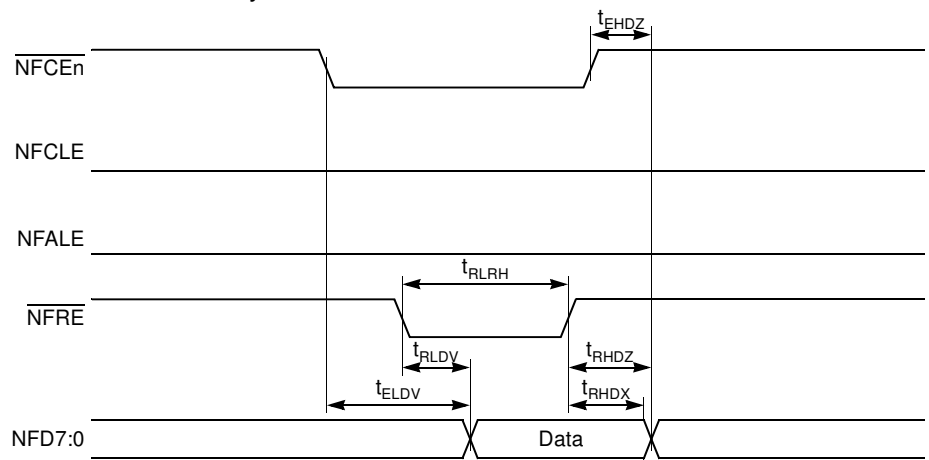 tEHDZ
NFCEn
NFCLE
NFALE
tRLRH
NFRE
tRLDV
tRHDZ
tELDV
tRHDX
NFD7:0
Data